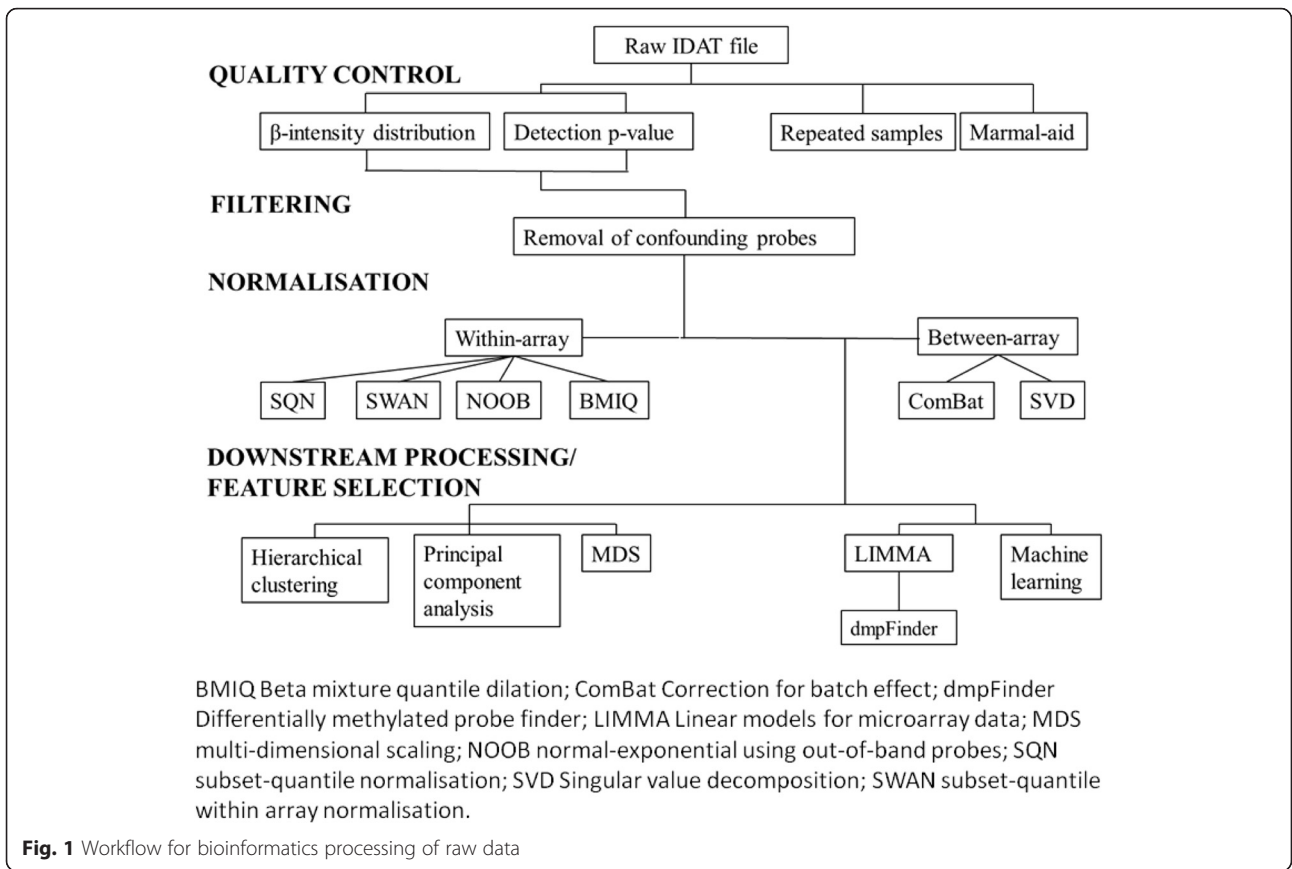 Raw IDAT file
QUALITY CONTROL
β-intensity distribution
Detection p-value
Repeated samples
Marmal-aid
FILTERING
Removal of confounding probes
NORMALISATION
Within-array
Between-array
SQN
SWAN
NOOB
BMIQ
ComBat
SVD
DOWNSTREAM PROCESSING/
FEATURE SELECTION
Hierarchical
clustering
Principal
component
analysis
MDS
LIMMA
Machine
learning
dmpFinder
BMIQ Beta mixture quantile dilation; ComBat Correction for batch effect; dmpFinder
Differentially methylated probe finder; LIMMA Linear models for microarray data; MDS
multi-dimensional scaling; NOOB normal-exponential using out-of-band probes; SQN
subset-quantile normalisation; SVD Singular value decomposition; SWAN subset-quantile
within array normalisation.
Fig. 1 Workflow for bioinformatics processing of raw data